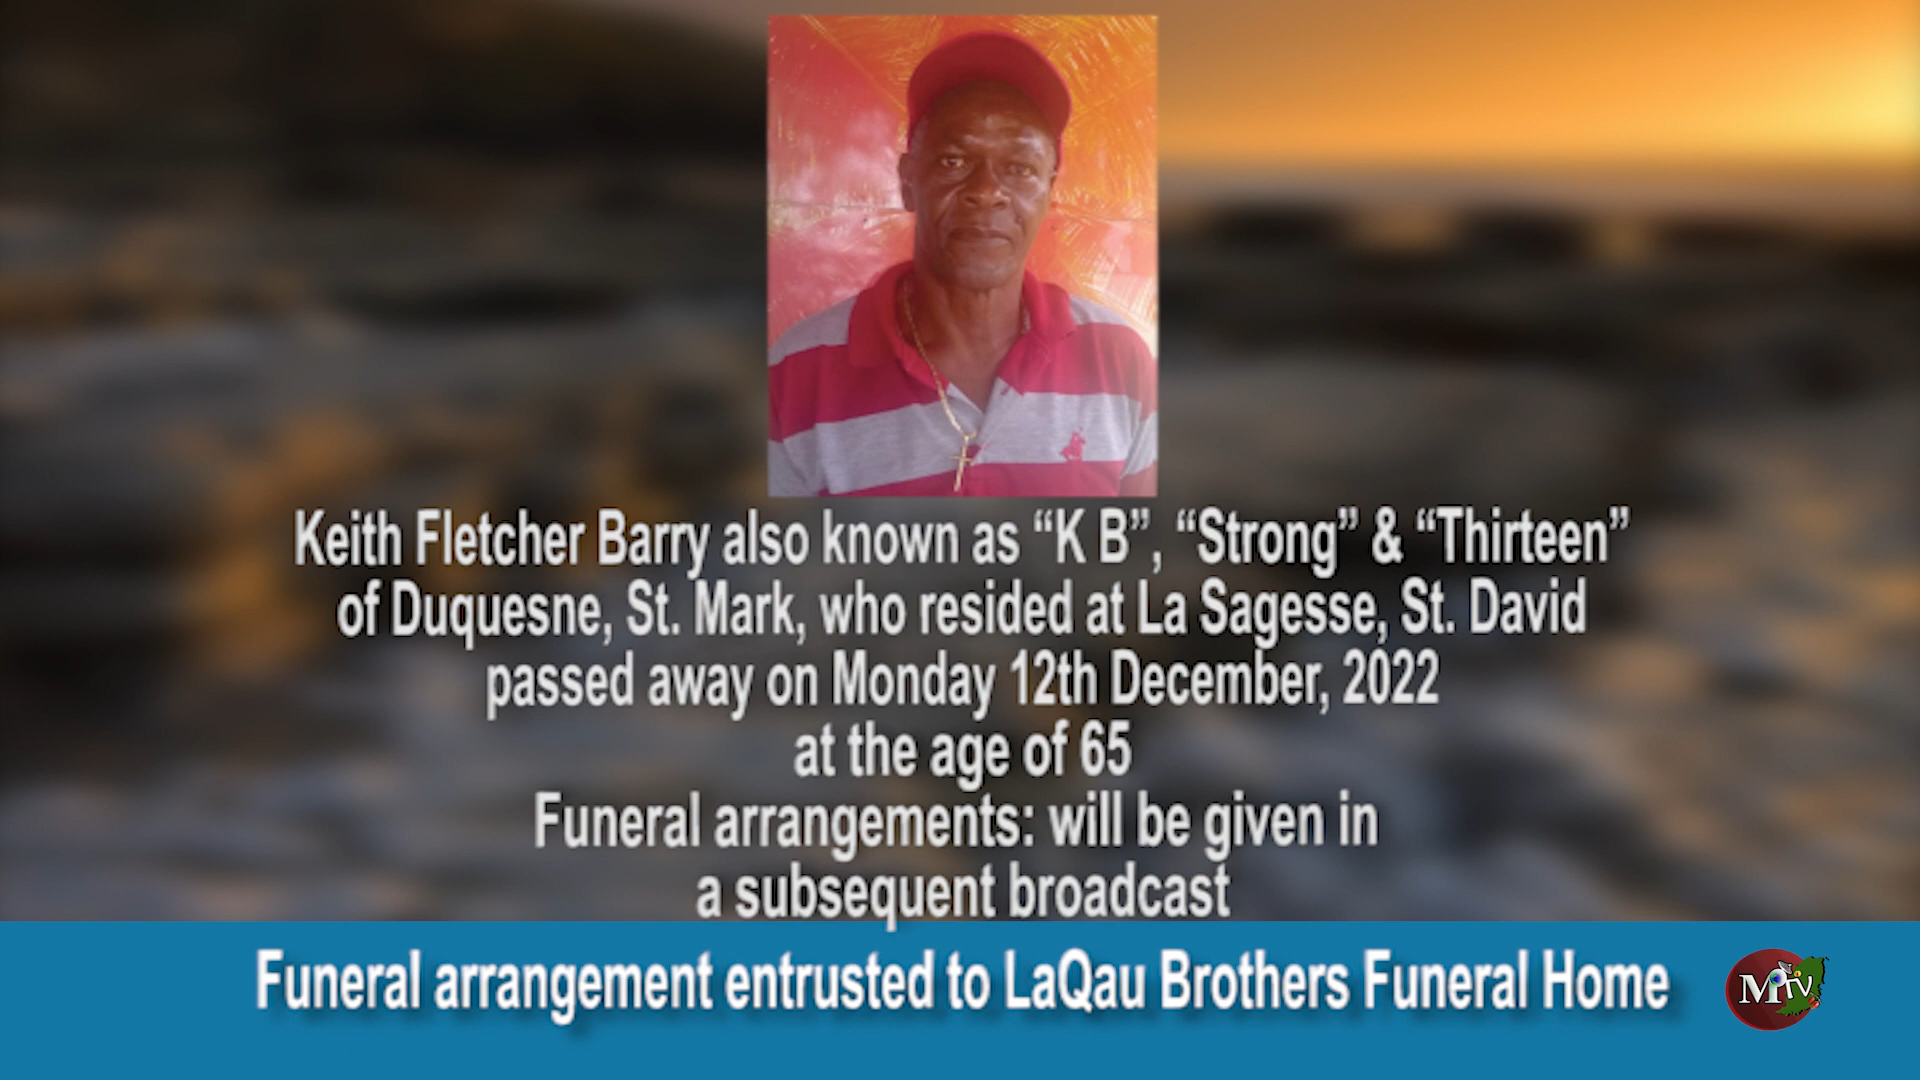 Keith Fletcher Barry also known as “K B”, “Strong” & “Thirteen”
of Duquesne, St. Mark, who resided at La Sagesse, St. David
passed away on Monday 12th December, 2022
at the age of 65
Funeral arrangements: will be given in
a subsequent broadcast
Funeral arrangement entrusted to LaQau Brothers Funeral Home
MTV